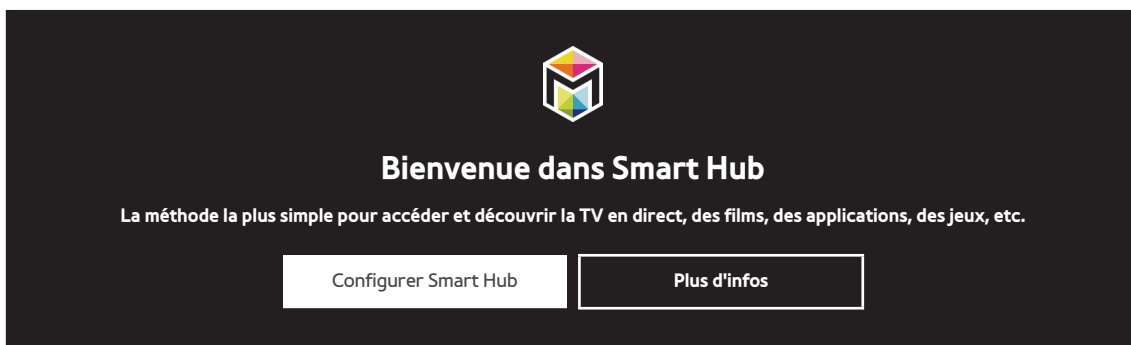 Bienvenue dans Smart Hub
La méthode la plus simple pour accéder et découvrir la TV en direct, des films, des applications, des jeux, etc.
Configurer Smart Hub
Plus d'infos